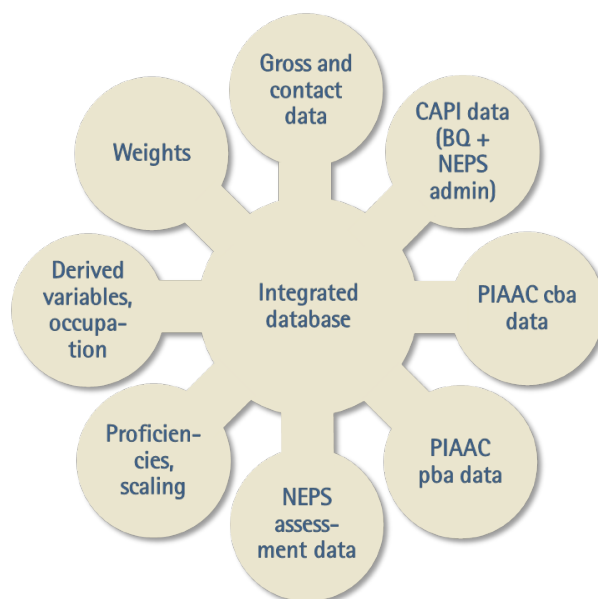 Gross and
contact
data
CAPI data
(BQ +
NEPS
admin)
PIAAC cba
data
PIAAC
pba data
NEPS
assess-
ment data
Proficien-
cies,
scaling
Derived
variables,
occupa-
tion
Weights
Integrated
database